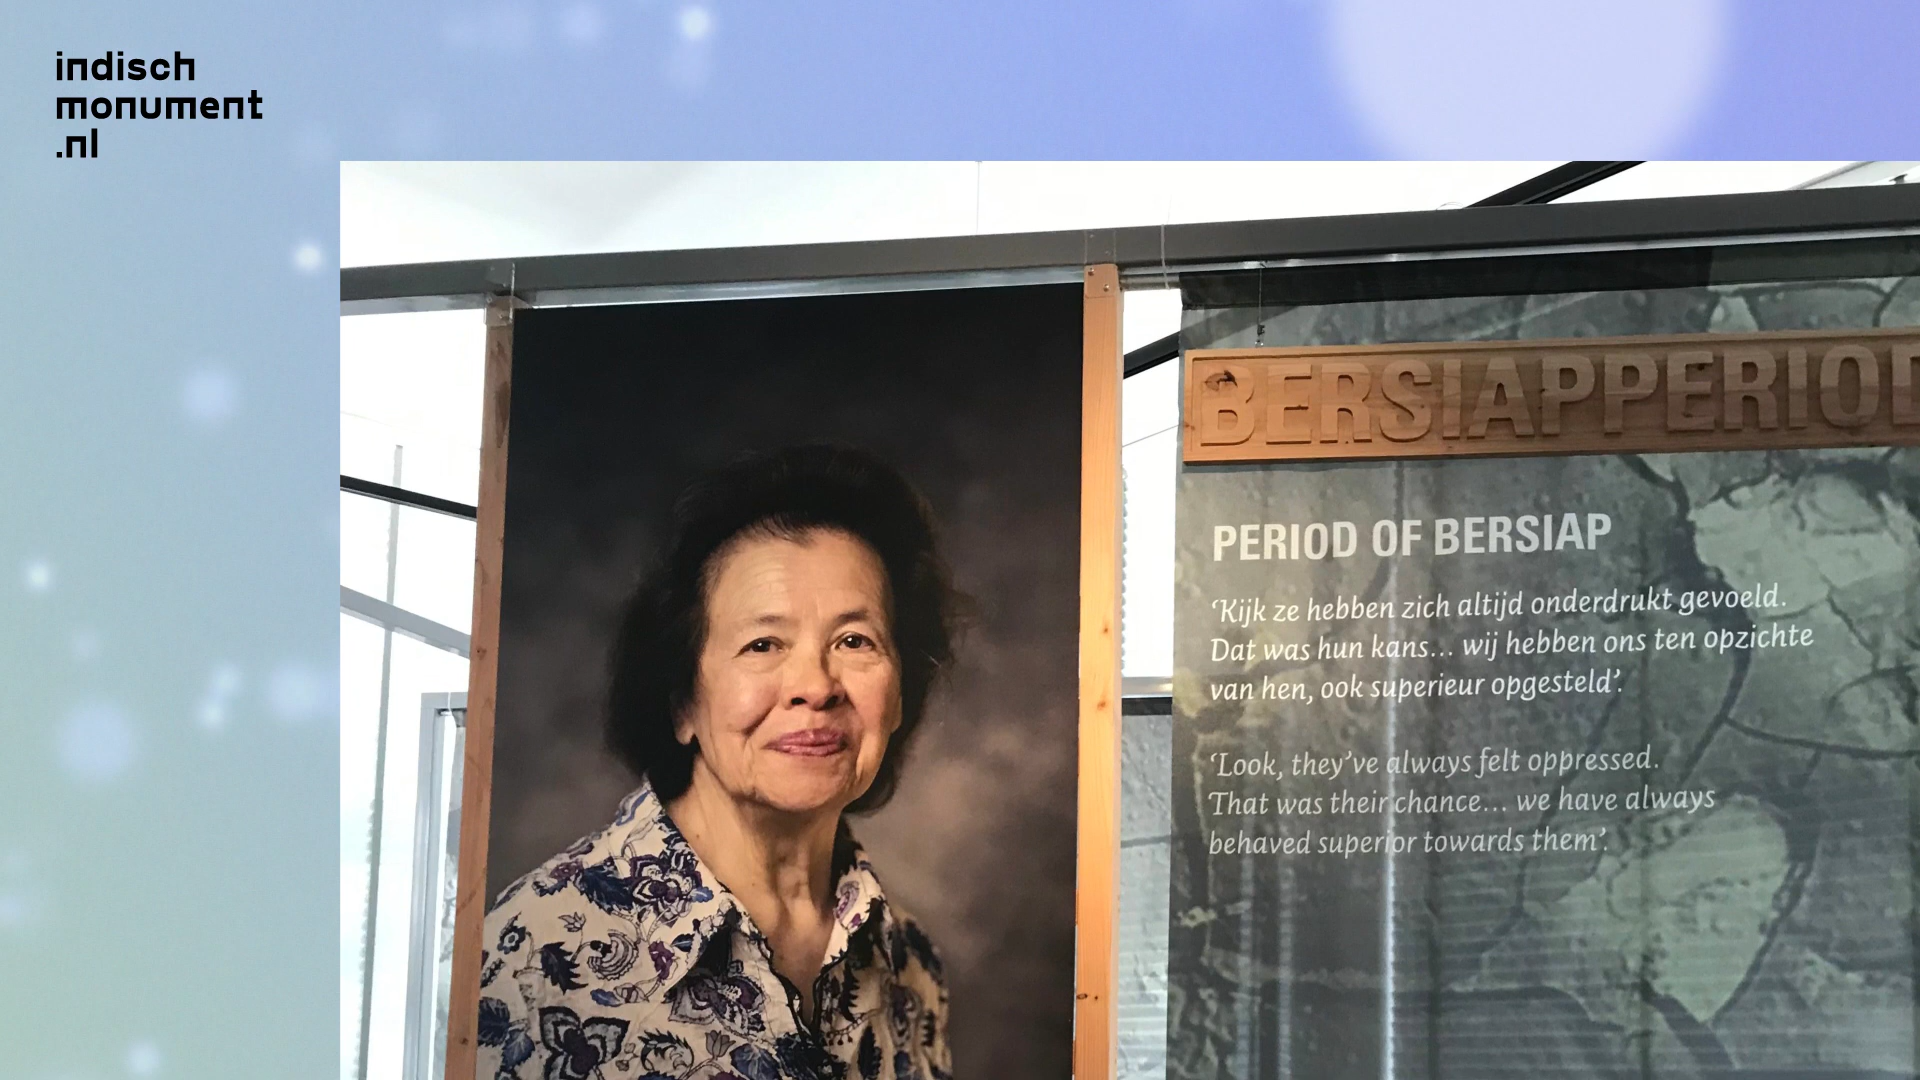 indisch
monument
.nl
BERSIAPPERIOD
PERIOD OF BERSIAP
‘Kijk ze hebben zich altijd onderdrukt gevoeld.
Dat was hun kans... wij hebben ons ten opzichte
van hen, ook superieur opgesteld’.
‘Look, they’ve always felt oppressed.
That was their chance... we have always
behaved superior towards them’.